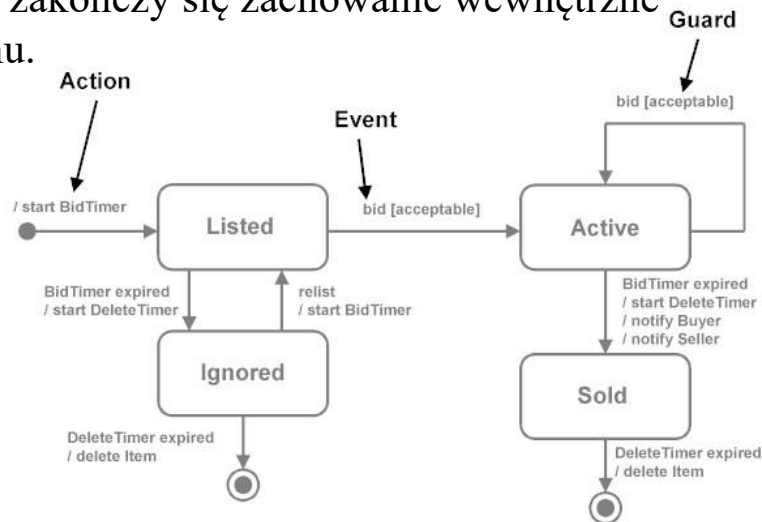 zakończy się zachowanie wewnętrzne
Guard
Action
bid [acceptable]
Event
/ start BidTimer
bid [acceptable]
Listed
Active
BidTimer expired
/ start DeleteTimer
relist
/ start BidTimer
BidTimer expired
/ start DeleteTimer
/ notify Buyer
/ notify Seller
Ignored
Sold
DeleteTimer expired
/ delete Item
DeleteTimer expired
/ delete Item